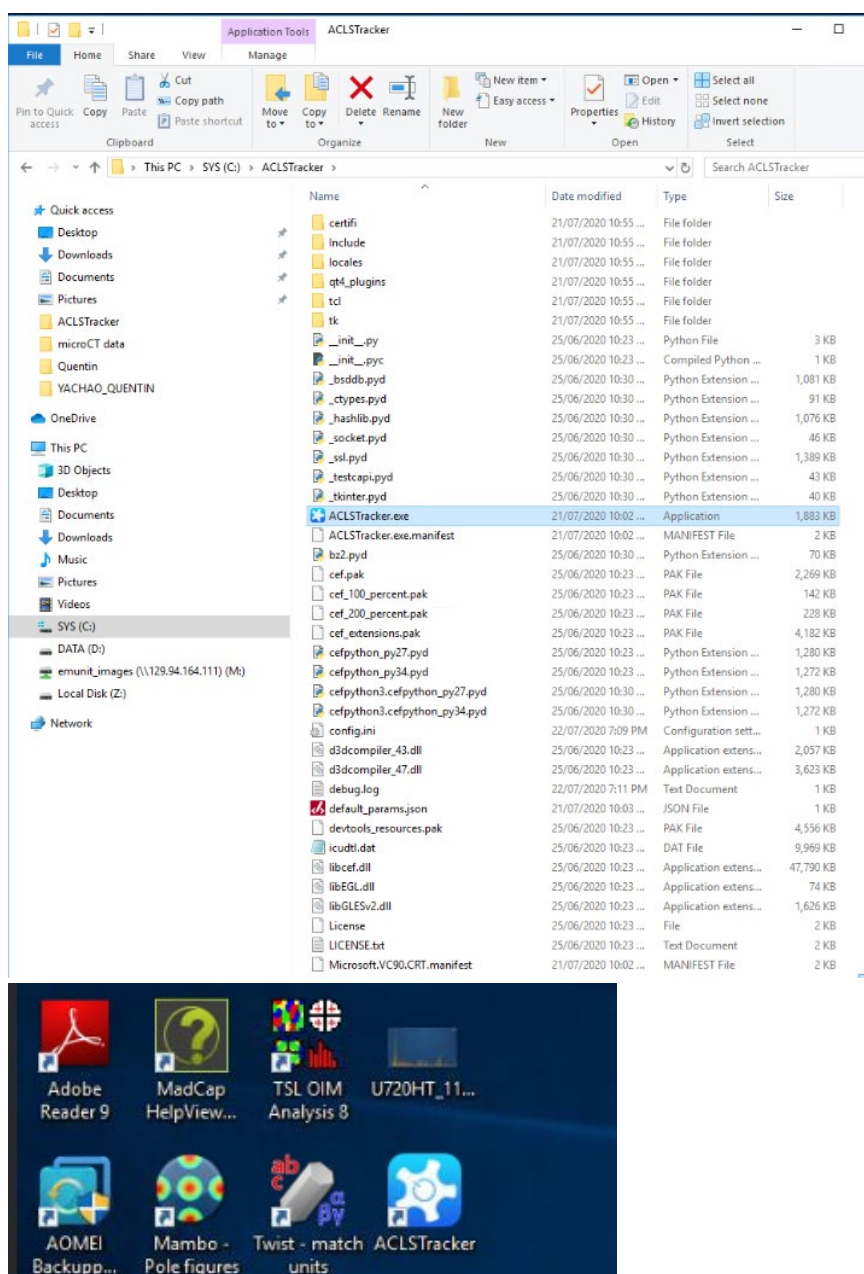 Application Tools ACLSTracker
File Home Share View Manage
Pin to Quick access
Copy
Paste
Cut
Copy path
Paste shortcut
Move to
Copy to
Delete
Rename
New folder
New item
Easy access
Properties
Open
Edit
History
Select all
Select none
Invert selection
Clipboard Organize New Open Select
This PC > SYS (C:) > ACLSTracker >
Search ACLSTracker
Quick access
Desktop
Downloads
Documents
Pictures
ACLSTracker
microCT data
Quentin
YACHAO_QUENTIN
OneDrive
This PC
3D Objects
Desktop
Documents
Downloads
Music
Pictures
Videos
SYS (C:)
DATA (D:)
emunit_images (\\129.94.164.111) (M:)
Local Disk (Z:)
Network
Name Date modified Type Size
certifi 21/07/2020 10:55 ... File folder
Include 21/07/2020 10:55 ... File folder
locales 21/07/2020 10:55 ... File folder
qt4_plugins 21/07/2020 10:55 ... File folder
tcl 21/07/2020 10:55 ... File folder
tk 21/07/2020 10:55 ... File folder
__init__.py 25/06/2020 10:23 ... Python File 3 KB
__init__.pyc 25/06/2020 10:23 ... Compiled Python ... 1 KB
_bsddb.pyd 25/06/2020 10:30 ... Python Extension ... 1,081 KB
_ctypes.pyd 25/06/2020 10:30 ... Python Extension ... 91 KB
_hashlib.pyd 25/06/2020 10:30 ... Python Extension ... 1,076 KB
_socket.pyd 25/06/2020 10:30 ... Python Extension ... 46 KB
_ssl.pyd 25/06/2020 10:30 ... Python Extension ... 1,389 KB
_testcapi.pyd 25/06/2020 10:30 ... Python Extension ... 43 KB
_tkinter.pyd 25/06/2020 10:30 ... Python Extension ... 40 KB
ACLSTracker.exe 21/07/2020 10:02 ... Application 1,883 KB
ACLSTracker.exe.manifest 21/07/2020 10:02 ... MANIFEST File 2 KB
bz2.pyd 25/06/2020 10:30 ... Python Extension ... 70 KB
cef.pak 25/06/2020 10:23 ... PAK File 2,269 KB
cef_100_percent.pak 25/06/2020 10:23 ... PAK File 142 KB
cef_200_percent.pak 25/06/2020 10:23 ... PAK File 228 KB
cef_extensions.pak 25/06/2020 10:23 ... PAK File 4,182 KB
cefpython_py27.pyd 25/06/2020 10:23 ... Python Extension ... 1,280 KB
cefpython_py34.pyd 25/06/2020 10:23 ... Python Extension ... 1,272 KB
cefpython3.cefpython_py27.pyd 25/06/2020 10:30 ... Python Extension ... 1,280 KB
cefpython3.cefpython_py34.pyd 25/06/2020 10:30 ... Python Extension ... 1,272 KB
config.ini 22/07/2020 7:09 PM Configuration sett... 1 KB
d3dcompiler_43.dll 25/06/2020 10:23 ... Application extens... 2,057 KB
d3dcompiler_47.dll 25/06/2020 10:23 ... Application extens... 3,623 KB
debug.log 22/07/2020 7:11 PM Text Document 1 KB
default_params.json 21/07/2020 10:03 ... JSON File 1 KB
devtools_resources.pak 25/06/2020 10:23 ... PAK File 4,556 KB
icudtl.dat 25/06/2020 10:23 ... DAT File 9,969 KB
libcef.dll 25/06/2020 10:23 ... Application extens... 47,790 KB
libEGL.dll 25/06/2020 10:23 ... Application extens... 74 KB
libGLESv2.dll 25/06/2020 10:23 ... Application extens... 1,626 KB
License 25/06/2020 10:23 ... File 2 KB
LICENSE.txt 25/06/2020 10:23 ... Text Document 2 KB
Microsoft.VC90.CRT.manifest 21/07/2020 10:02 ... MANIFEST File 2 KB
Adobe Reader 9
MadCap HelpView...
TSL OIM Analysis 8
U720HT_11...
AOMEI Backupp...
Mambo - Pole figures
abc
αβγ
Twist - match units
ACLSTracker